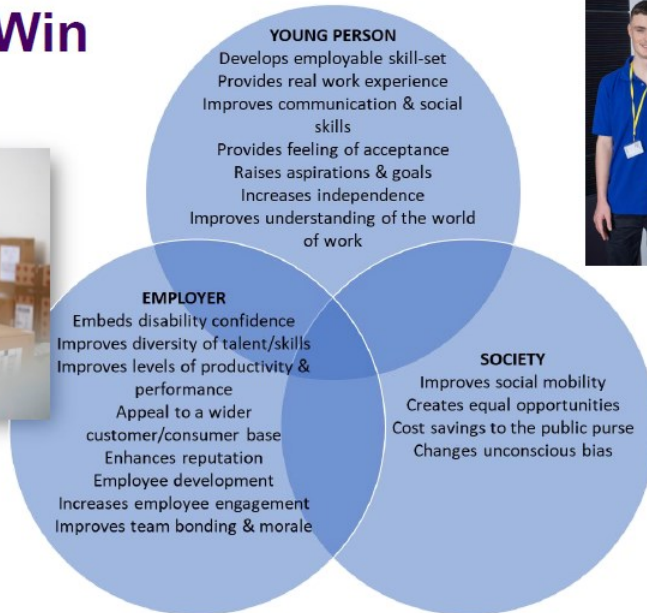 Win
YOUNG PERSON
Develops employable skill-set
Provides real work experience
Improves communication & social
skills
Provides feeling of acceptance
Raises aspirations & goals
Increases independence
Improves understanding of the world
of work
EMPLOYER
Embeds disability confidence
Improves diversity of talent/skills
Improves levels of productivity &
performance
Appeal to a wider
customer/consumer base
Enhances reputation
Employee development
Increases employee engagement
Improves team bonding & morale
SOCIETY
Improves social mobility
Creates equal opportunities
Cost savings to the public purse
Changes unconscious bias